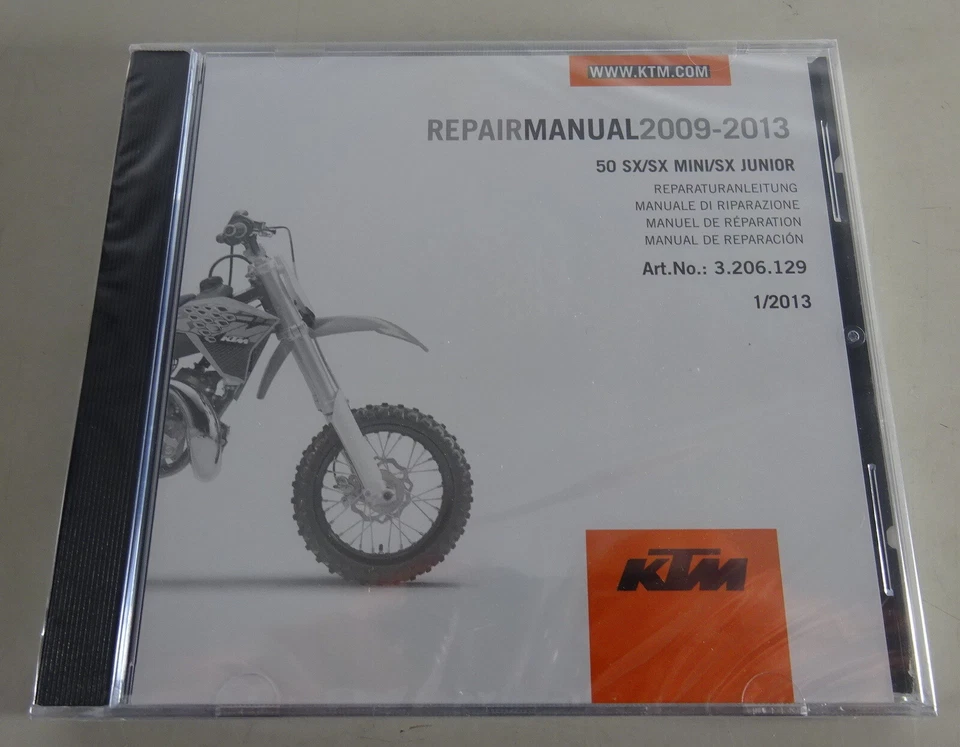 WWW.KTM.COM
REPAIRMANUAL2009-2013
50 SX/SX MINI/SX JUNIOR
REPARATURANLEITUNG
MANUALE DI RIPARAZIONE
MANUEL DE RÉPARATION
MANUAL DE REPARACIÓN
Art.No.: 3.206.129
1/2013
KTM
KTM